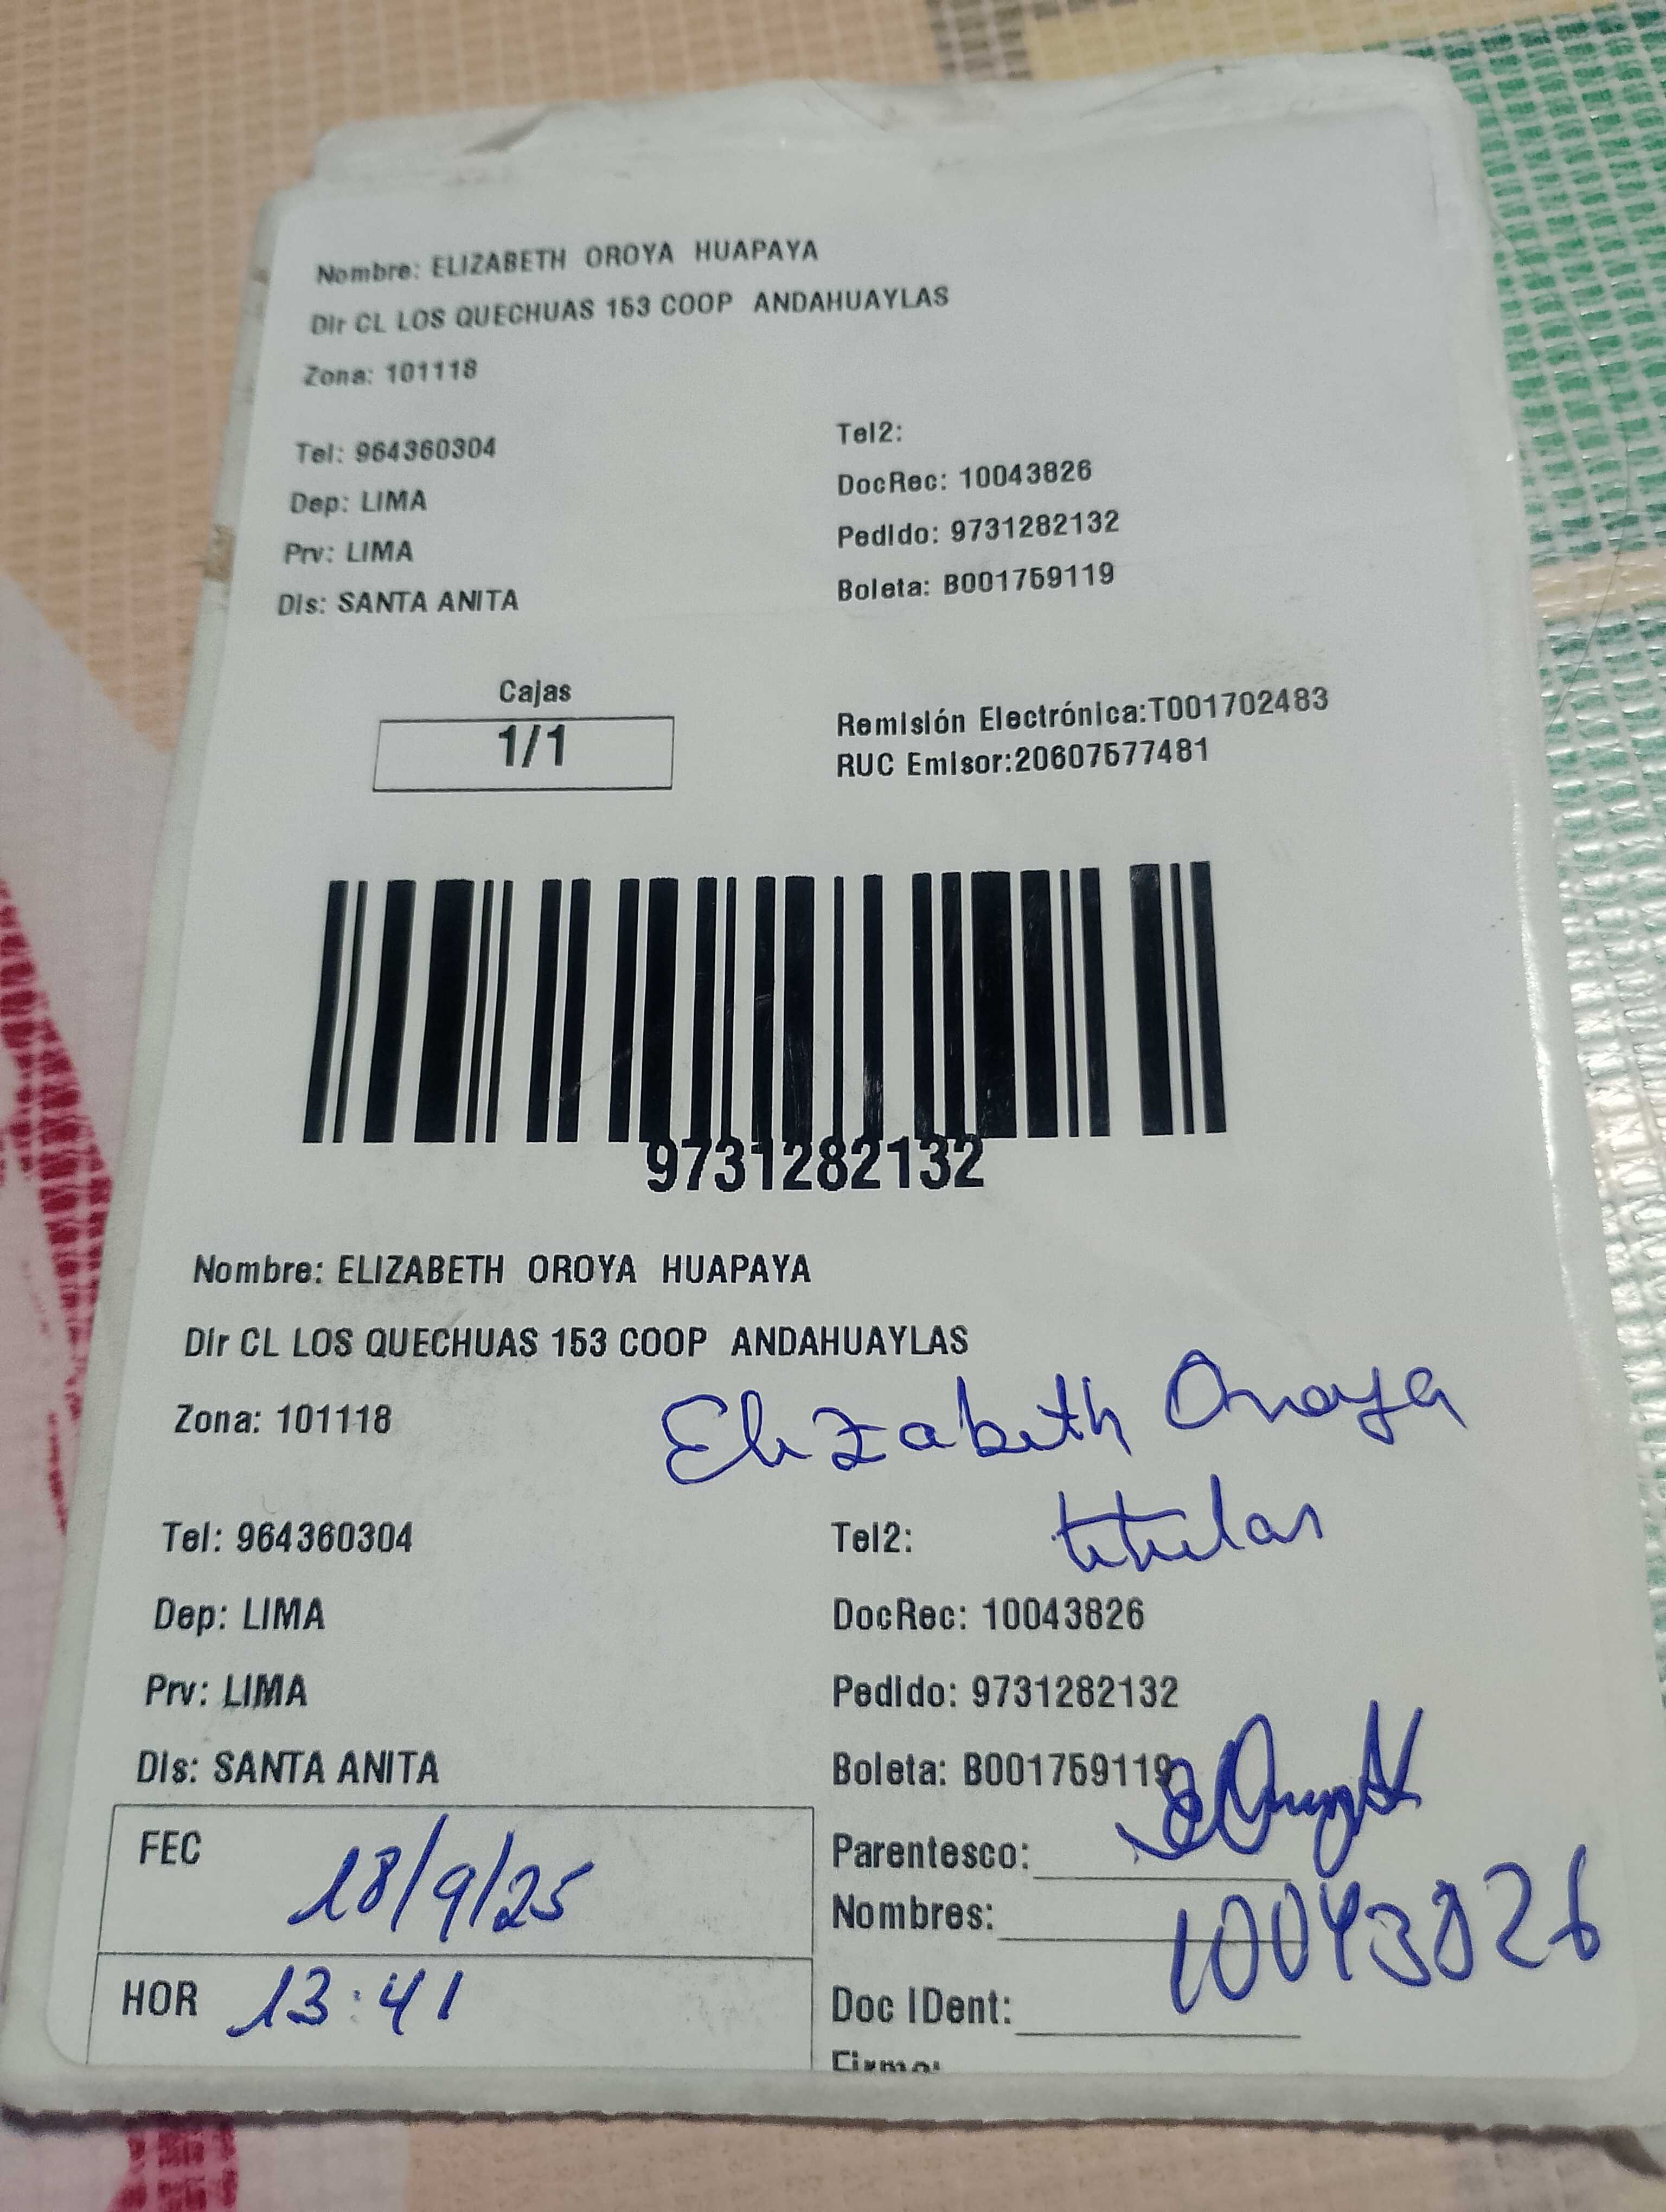 Nombre: ELIZABETH OROYA HUAPAYA
Dir CL LOS QUECHUAS 153 COOP ANDAHUAYLAS
Zona: 101118
Tel: 964360304
Dep: LIMA
Prv: LIMA
Dis: SANTA ANITA
Tel2:
DocRec: 10043826
Pedido: 9731282132
Boleta: B001759119
Cajas
1/1
Remisión Electrónica:T001702483
RUC Emisor:20607577481
9731282132
Nombre: ELIZABETH OROYA HUAPAYA
Dir CL LOS QUECHUAS 153 COOP ANDAHUAYLAS
Zona: 101118
Elizabeth Oroya
titular
Tel: 964360304
Dep: LIMA
Prv: LIMA
Dis: SANTA ANITA
Tel2:
DocRec: 10043826
Pedido: 9731282132
Boleta: B001759119
FEC 18/9/25
HOR 13:41
Parentesco:
Nombres:
10043826
Doc IDent:
Firma: